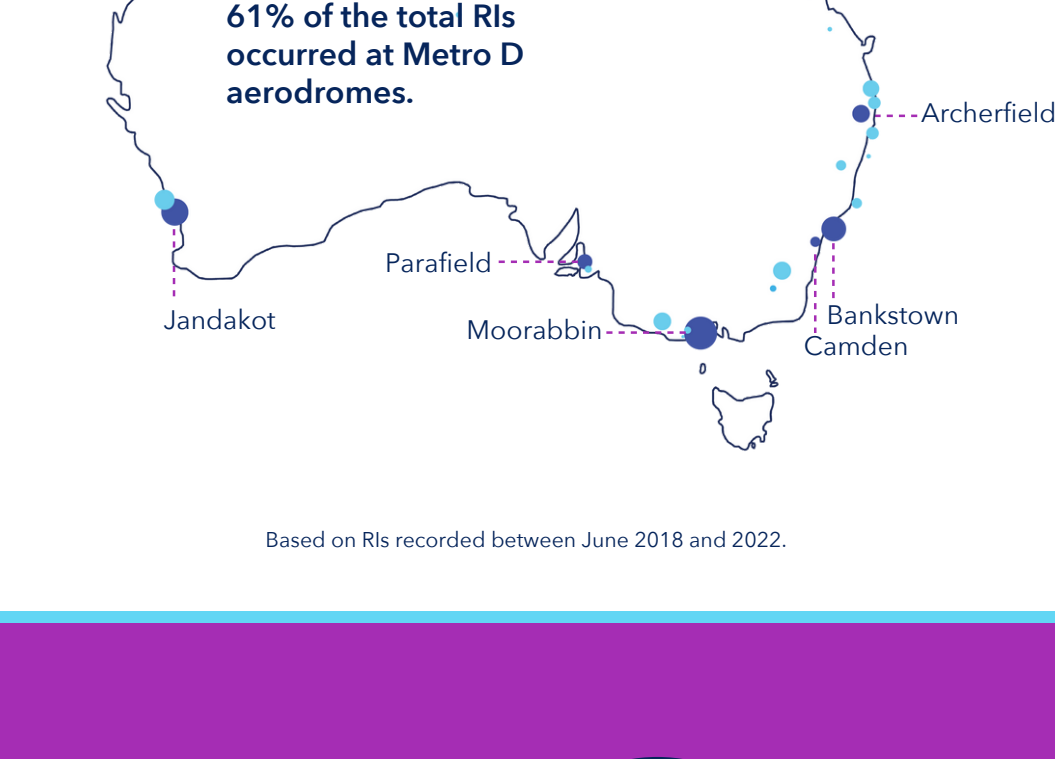 61% of the total RIs
occurred at Metro D
aerodromes.
Archerfield
Parafield
Jandakot
Moorabbin
Bankstown
Camden
Based on RIs recorded between June 2018 and 2022.